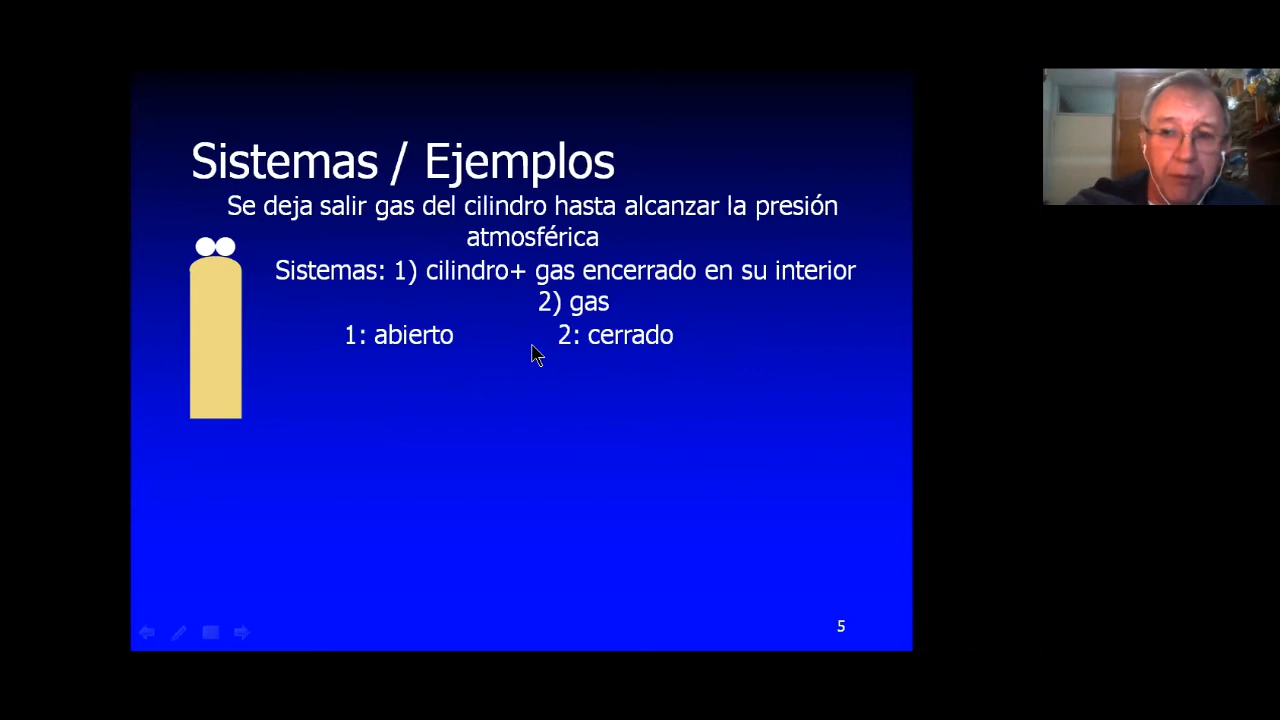 Sistemas / Ejemplos
Se deja salir gas del cilindro hasta alcanzar la presión
atmosférica
Sistemas: 1) cilindro+ gas encerrado en su interior
2) gas
1: abierto 2: cerrado
5